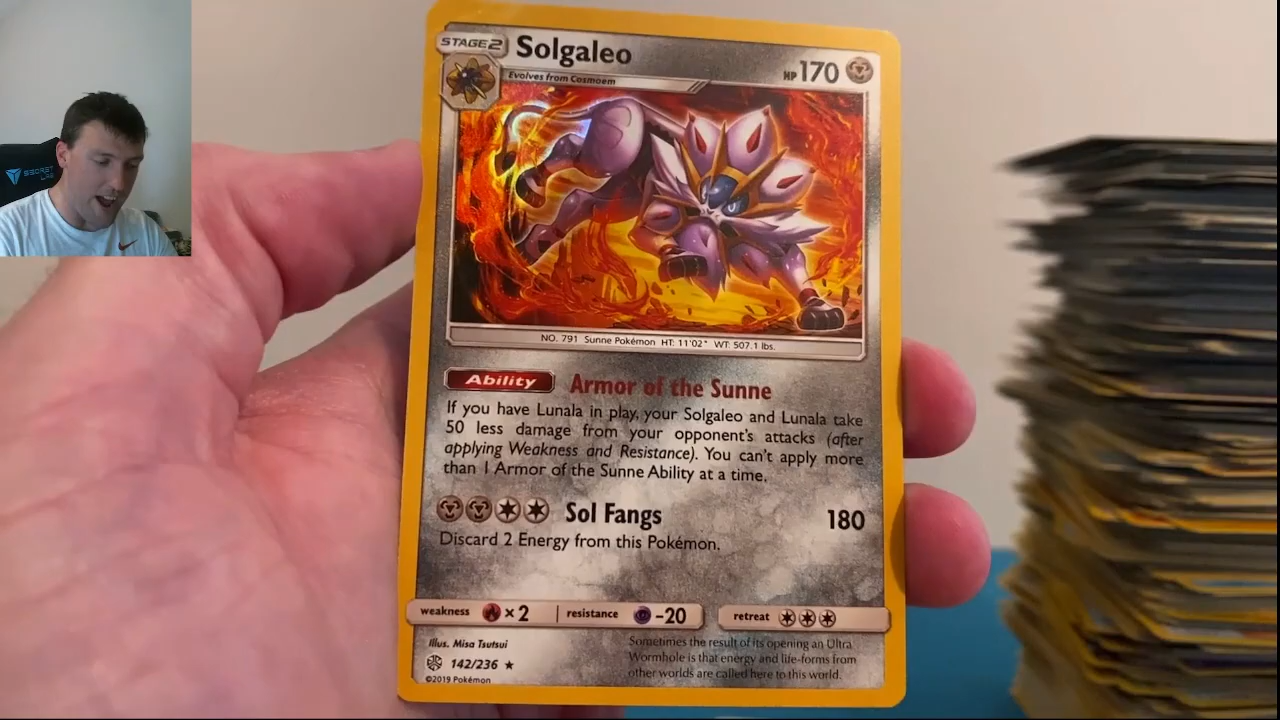 STAGE 2
Solgaleo
HP 170
Evolves from Cosmoem
SECRET
LAB
NO. 791 Sunne Pokémon HT: 11'02" WT: 507.1 lbs.
Ability Armor of the Sunne
If you have Lunala in play, your Solgaleo and Lunala take
50 less damage from your opponent's attacks (after
applying Weakness and Resistance). You can't apply more
than 1 Armor of the Sunne Ability at a time.
Sol Fangs 180
Discard 2 Energy from this Pokémon.
weakness ×2 resistance -20 retreat
Illus. Misa Tsutsui
142/236 ★
©2019 Pokémon
Sometimes the result of its opening an Ultra
Wormhole is that energy and life-forms from
other worlds are called here to this world.